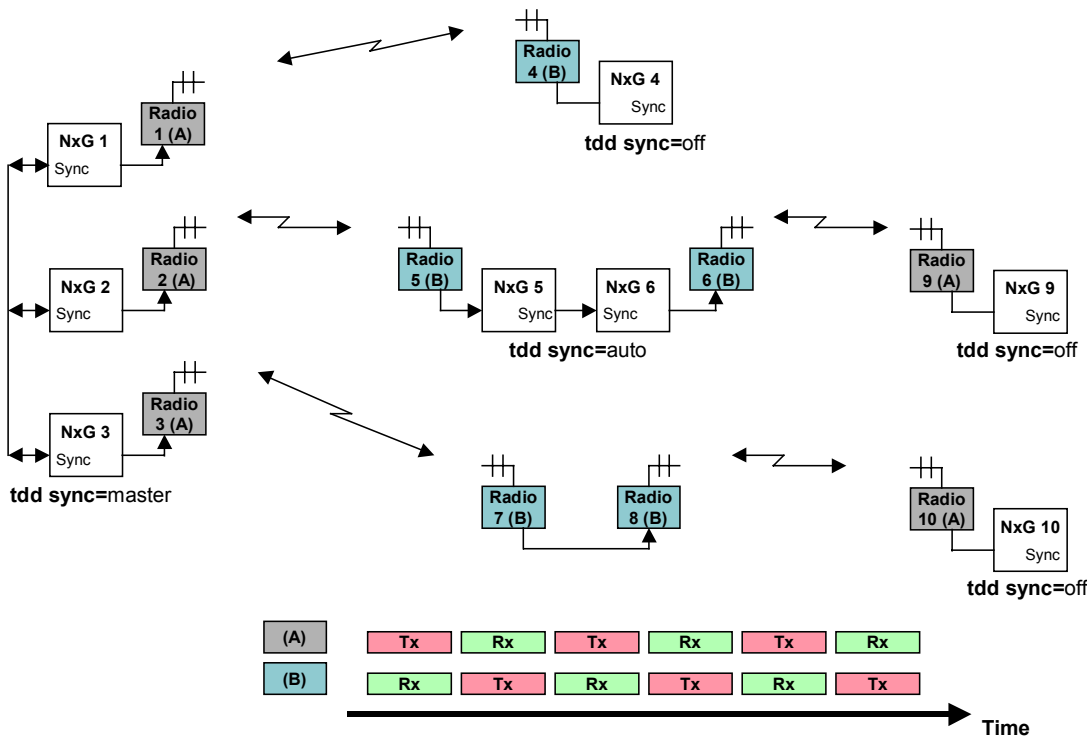 Radio
4 (B)
NxG 4
Sync
tdd sync=off
Radio
1 (A)
NxG 1
Sync
Radio
2 (A)
NxG 2
Sync
Radio
5 (B)
NxG 5
Sync
NxG 6
Sync
Radio
6 (B)
tdd sync=auto
Radio
9 (A)
NxG 9
Sync
tdd sync=off
Radio
3 (A)
NxG 3
Sync
tdd sync=master
Radio
7 (B)
Radio
8 (B)
Radio
10 (A)
NxG 10
Sync
tdd sync=off
(A) Tx Rx Tx Rx Tx Rx
(B) Rx Tx Rx Tx Rx Tx
Time